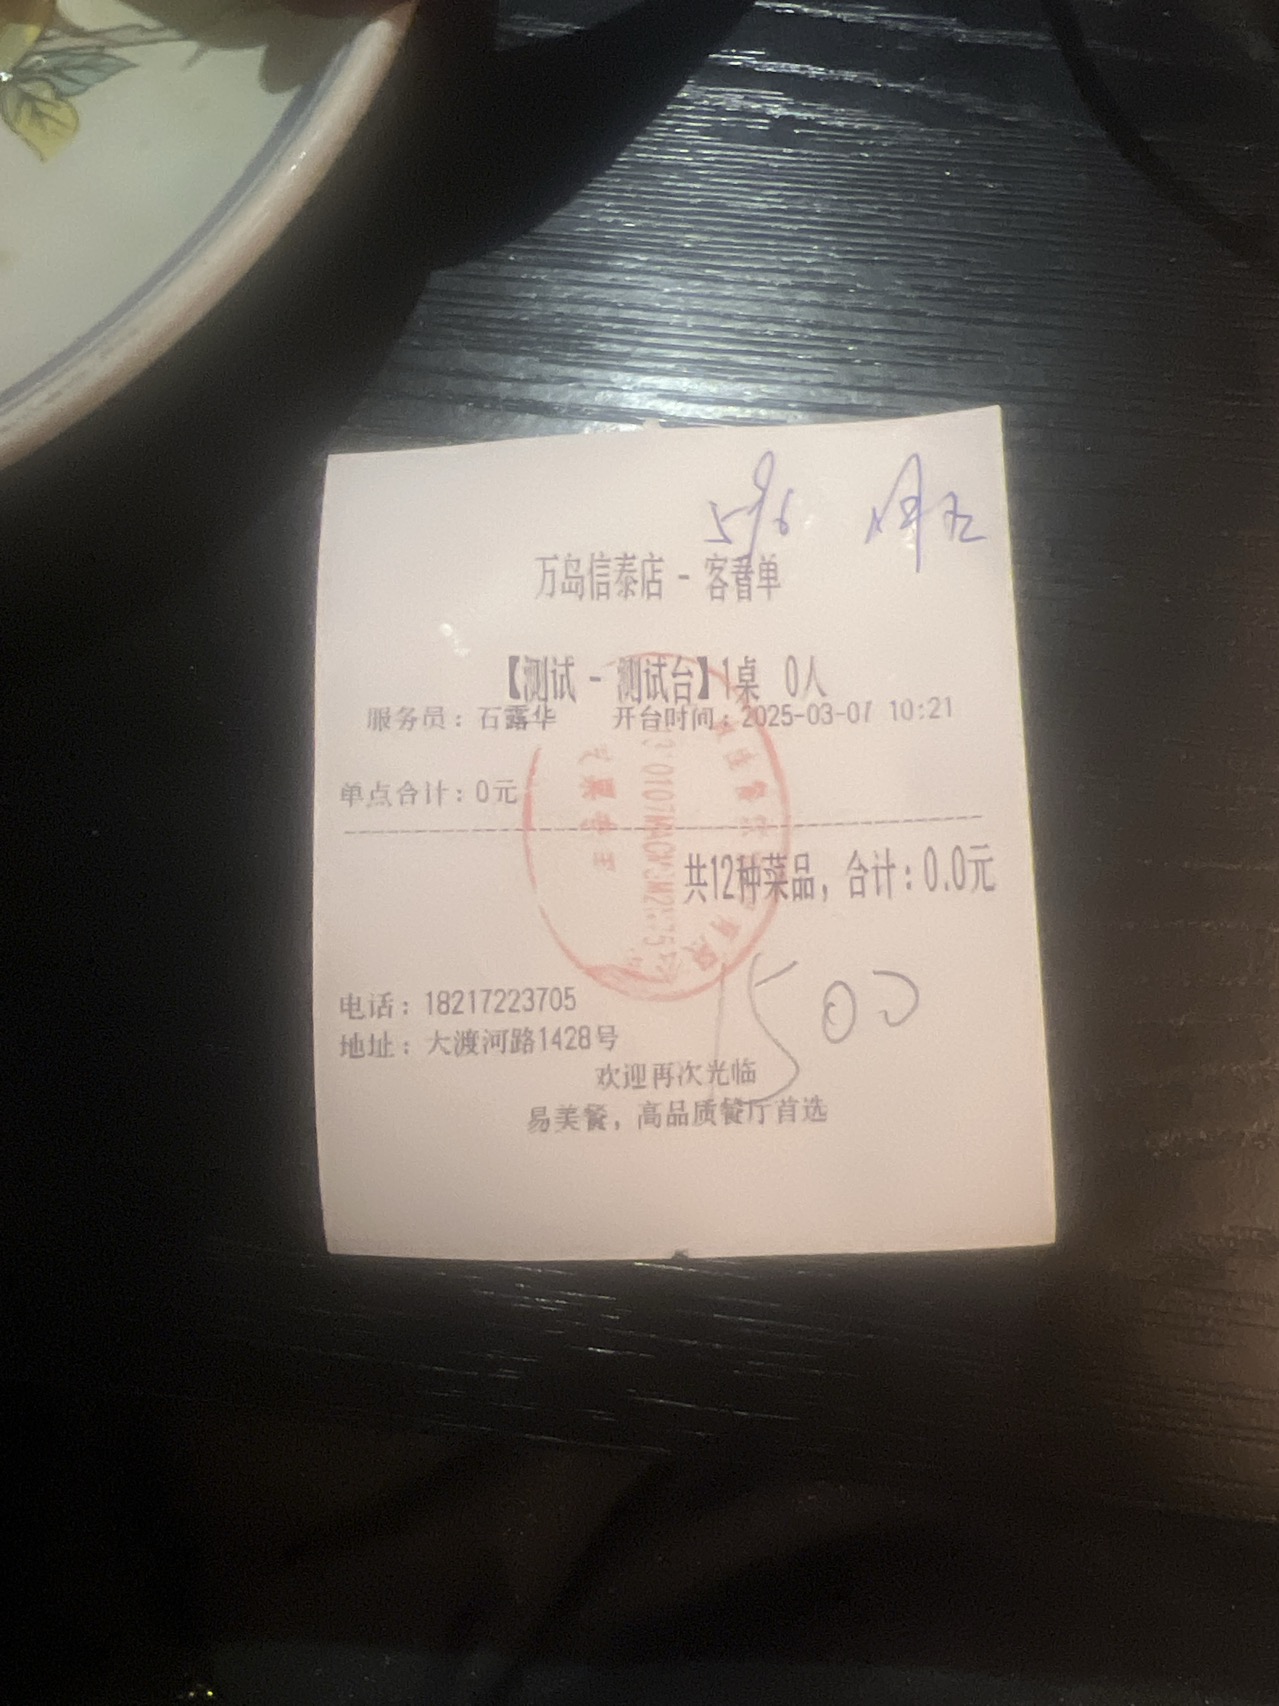 596
万岛信泰店 - 客看单
【测试 - 测试台】1桌 0人
服务员：石露华 开台时间：2025-03-07 10:21
单点合计：0元
共12种菜品，合计：0.0元
1500
电话：18217223705
地址：大渡河路1428号
欢迎再次光临
易美餐，高品质餐厅首选